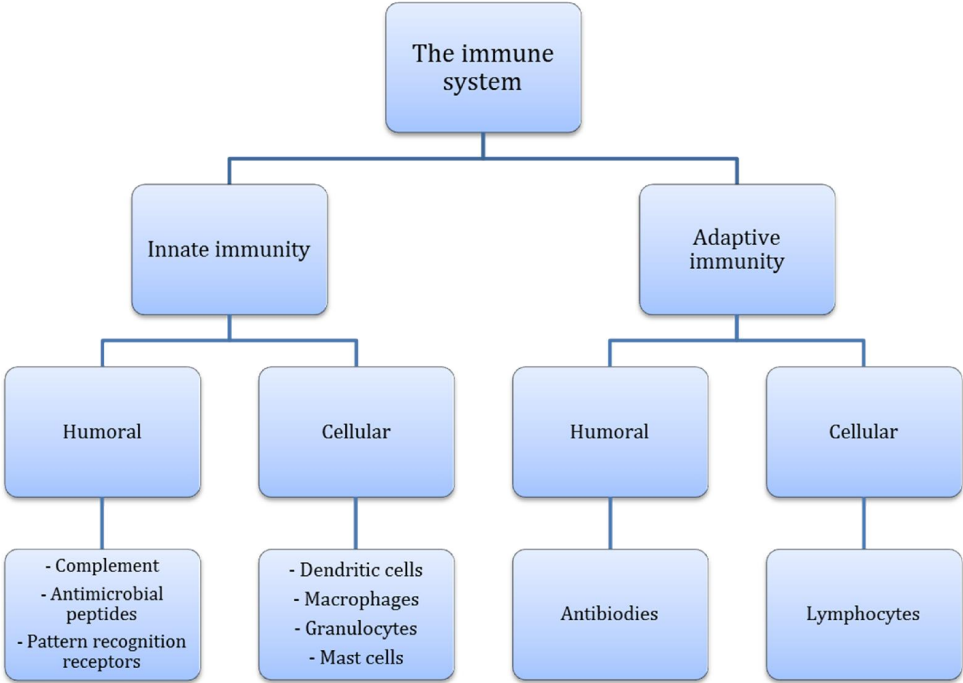 The immune
system
Innate immunity
Adaptive
immunity
Humoral
Cellular
Humoral
Cellular
- Complement
- Antimicrobial
peptides
- Pattern recognition
receptors
- Dendritic cells
- Macrophages
- Granulocytes
- Mast cells
Antibodies
Lymphocytes